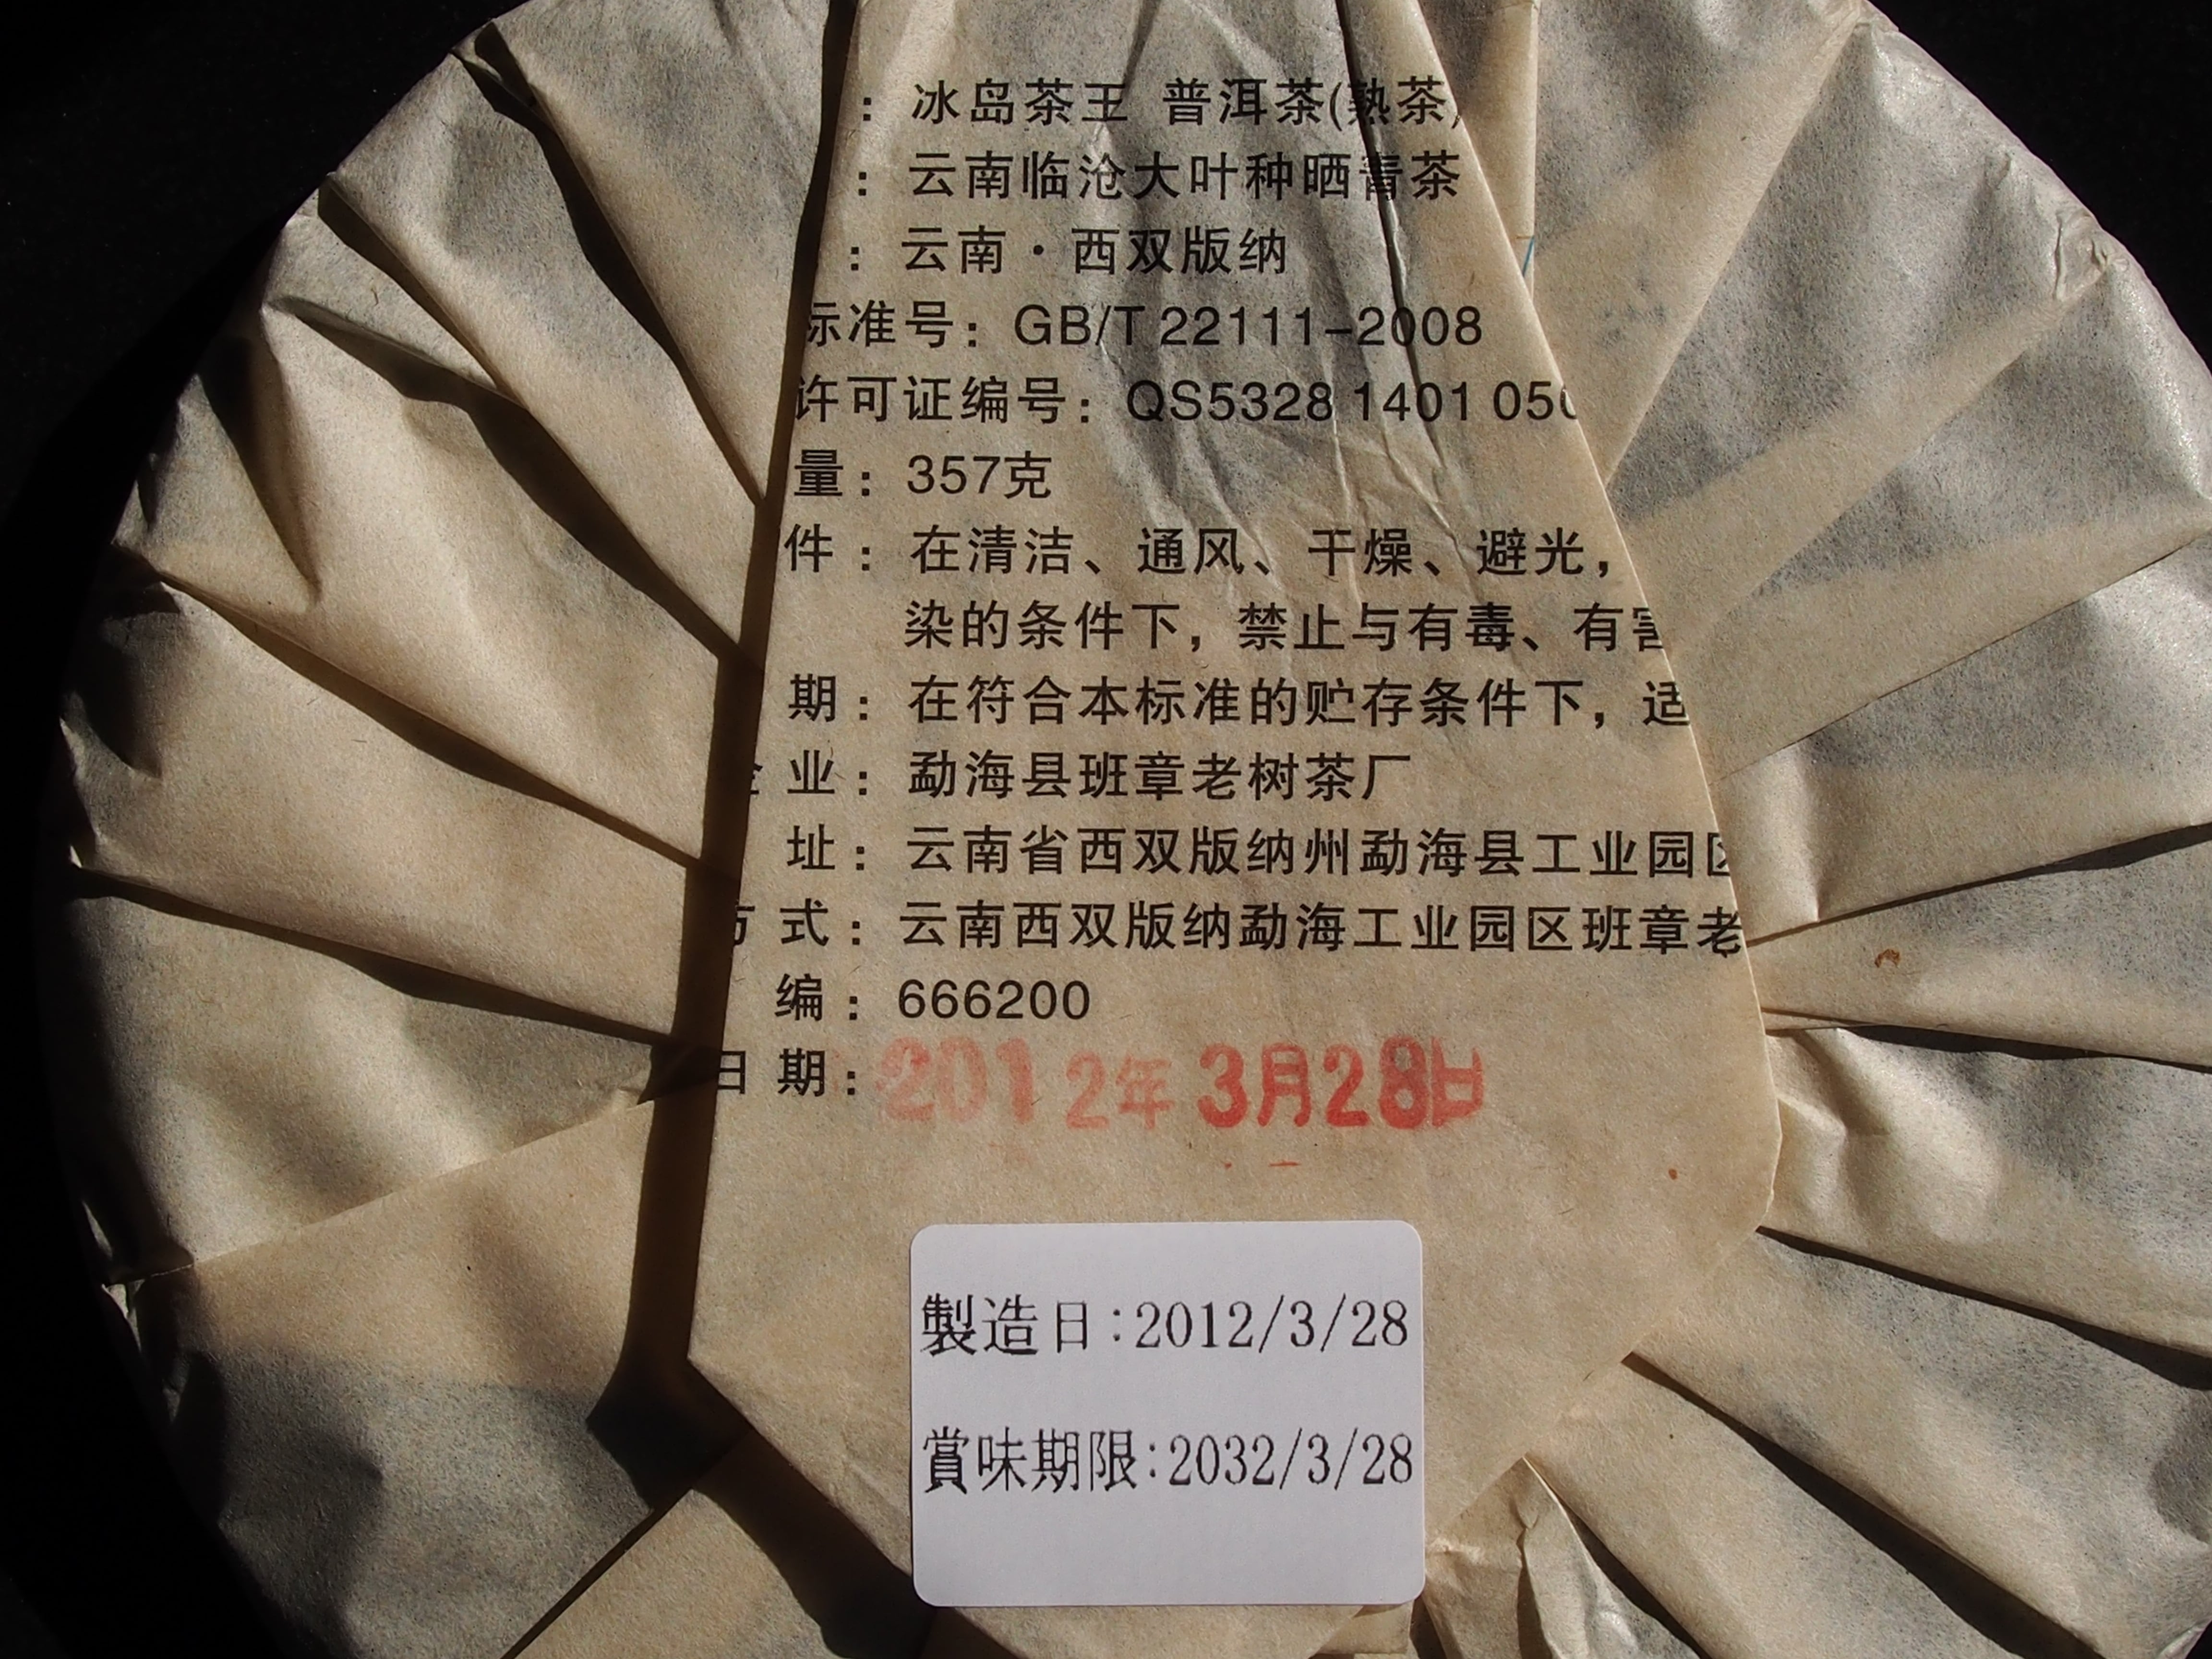 ：冰岛茶王 普洱茶(熟茶)
：云南临沧大叶种晒青茶
：云南·西双版纳
标准号：GB/T 22111-2008
许可证编号：QS5328 1401 050
量：357克
件：在清洁、通风、干燥、避光，
染的条件下，禁止与有毒、有害
期：在符合本标准的贮存条件下，适
企业：勐海县班章老树茶厂
址：云南省西双版纳州勐海县工业园区
方式：云南西双版纳勐海工业园区班章老
编：666200
日期：2012年3月28日
製造日:2012/3/28
賞味期限:2032/3/28